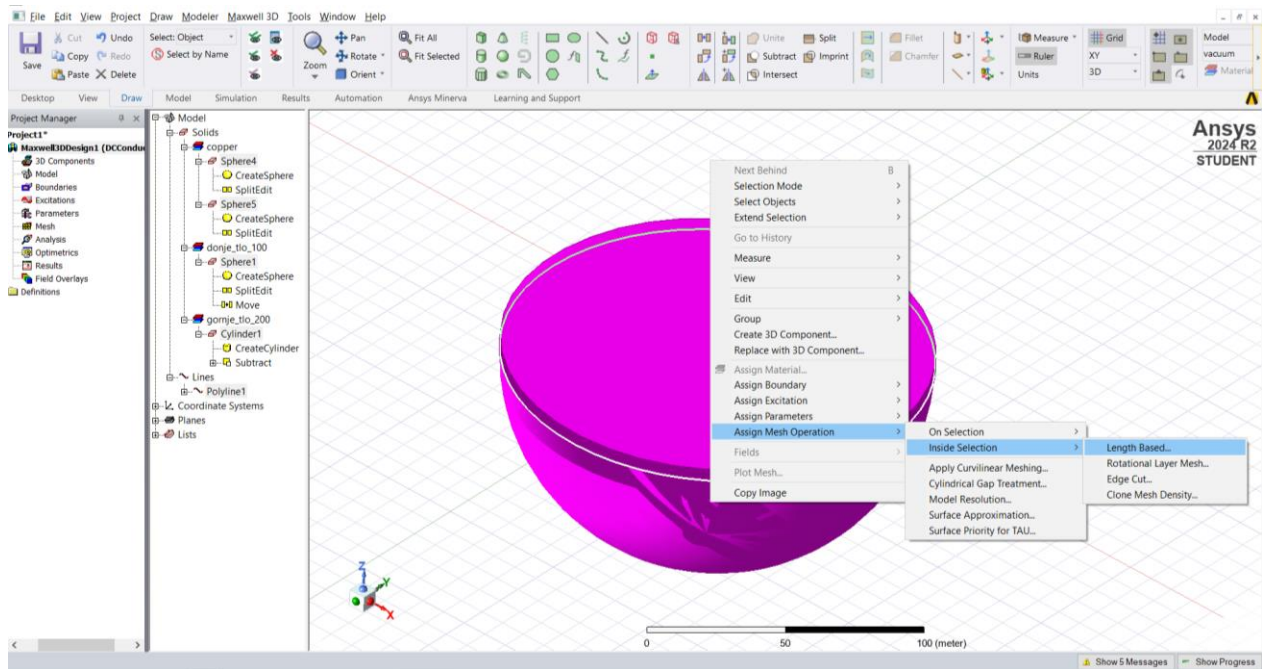 File Edit View Project Draw Modeler Maxwell 3D Tools Window Help
Save
Cut Undo
Copy Redo
Paste Delete
Select: Object
Select by Name
Zoom
Pan
Rotate
Orient
Fit All
Fit Selected
Unite Split
Subtract Imprint
Intersect
Fillet
Chamfer
Measure
Ruler
Units
Grid
XY
3D
Model
vacuum
Material
Desktop View Draw Model Simulation Results Automation Ansys Minerva Learning and Support
Project Manager
Project1*
Maxwell3DDesign1 (DCCondu
3D Components
Model
Boundaries
Excitations
Parameters
Mesh
Analysis
Optimetrics
Results
Field Overlays
Definitions
Model
Solids
copper
Sphere4
CreateSphere
SplitEdit
Sphere5
CreateSphere
SplitEdit
donje_tlo_100
Sphere1
CreateSphere
SplitEdit
Move
gornje_tlo_200
Cylinder1
CreateCylinder
Subtract
Lines
Polyline1
Coordinate Systems
Planes
Lists
Ansys
2024 R2
STUDENT
Next Behind B
Selection Mode
Select Objects
Extend Selection
Go to History
Measure
View
Edit
Group
Create 3D Component...
Replace with 3D Component...
Assign Material...
Assign Boundary
Assign Excitation
Assign Parameters
Assign Mesh Operation
Fields
Plot Mesh...
Copy Image
On Selection
Inside Selection
Apply Curvilinear Meshing...
Cylindrical Gap Treatment...
Model Resolution...
Surface Approximation...
Surface Priority for TAU...
Length Based...
Rotational Layer Mesh...
Edge Cut...
Clone Mesh Density...
Z
Y
X
0 50 100 (meter)
Show 5 Messages Show Progress